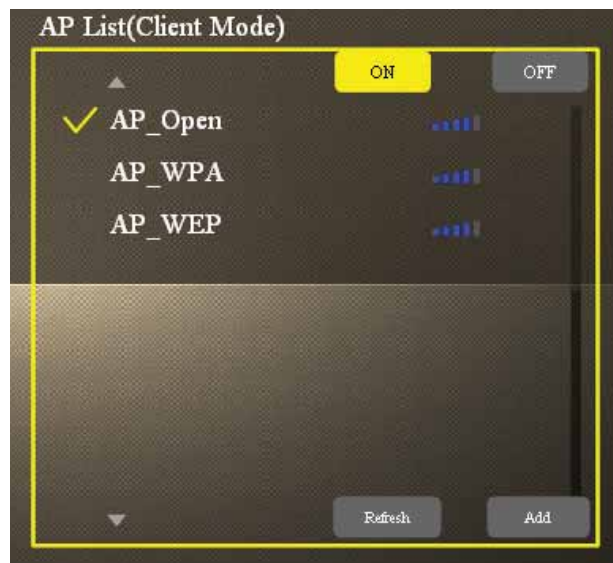 AP List(Client Mode)
ON OFF
AP_Open
AP_WPA
AP_WEP
Refresh Add